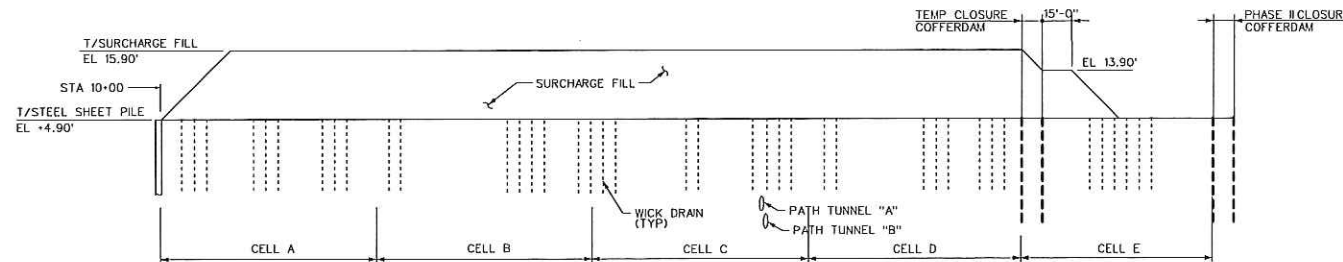 TEMP CLOSURE
COFFERDAM
15'-0"
PHASE II CLOSUR
COFFERDAM
T/SURCHARGE FILL
EL 15.90'
EL 13.90'
STA 10+00
SURCHARGE FILL
T/STEEL SHEET PILE
EL +4.90'
WICK DRAIN
(TYP)
PATH TUNNEL "A"
PATH TUNNEL "B"
CELL A
CELL B
CELL C
CELL D
CELL E